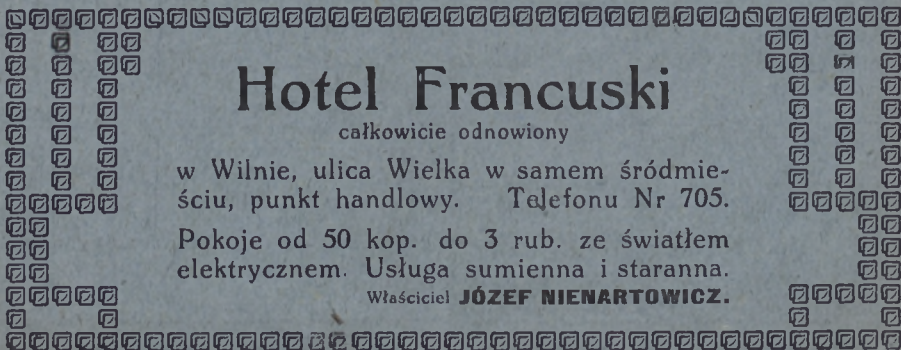 Hotel Francuski
całkowicie odnowiony
w Wilnie, ulica Wielka w samem śródmie-
ściu, punkt handlowy. Telefonu Nr 705.
Pokoje od 50 kop. do 3 rub. ze światłem
elektrycznem. Usługa sumienna i staranna.
Właściciel JÓZEF NIENARTOWICZ.